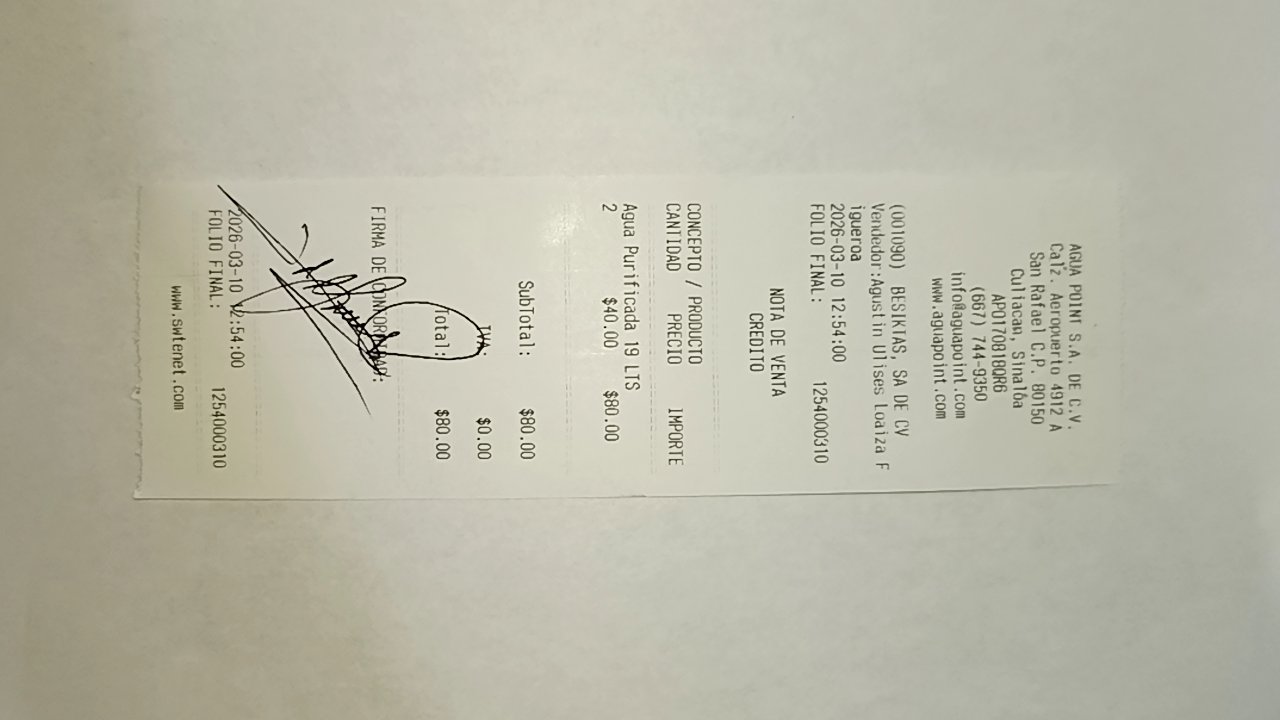 AGUA POINT S.A. DE C.V.
Calz. Aeropuerto 4912 A
San Rafael C.P. 80150
Culiacan, Sinaloa
APO170818QR6
(667) 744-9350
info@aguapoint.com
www.aguapoint.com
(001090) BESIKTAS, SA DE CV
Vendedor:Agustin Ulises Loaiza F
igueroa
2026-03-10 12:54:00
FOLIO FINAL: 1254000310
NOTA DE VENTA
CREDITO
CONCEPTO / PRODUCTO
CANTIDAD PRECIO IMPORTE
Agua Purificada 19 LTS
2 $40.00 $80.00
SubTotal: $80.00
IVA: $0.00
Total: $80.00
FIRMA DE CONFORMIDAD:
2026-03-10 12:54:00
FOLIO FINAL: 1254000310
www.swtenet.com